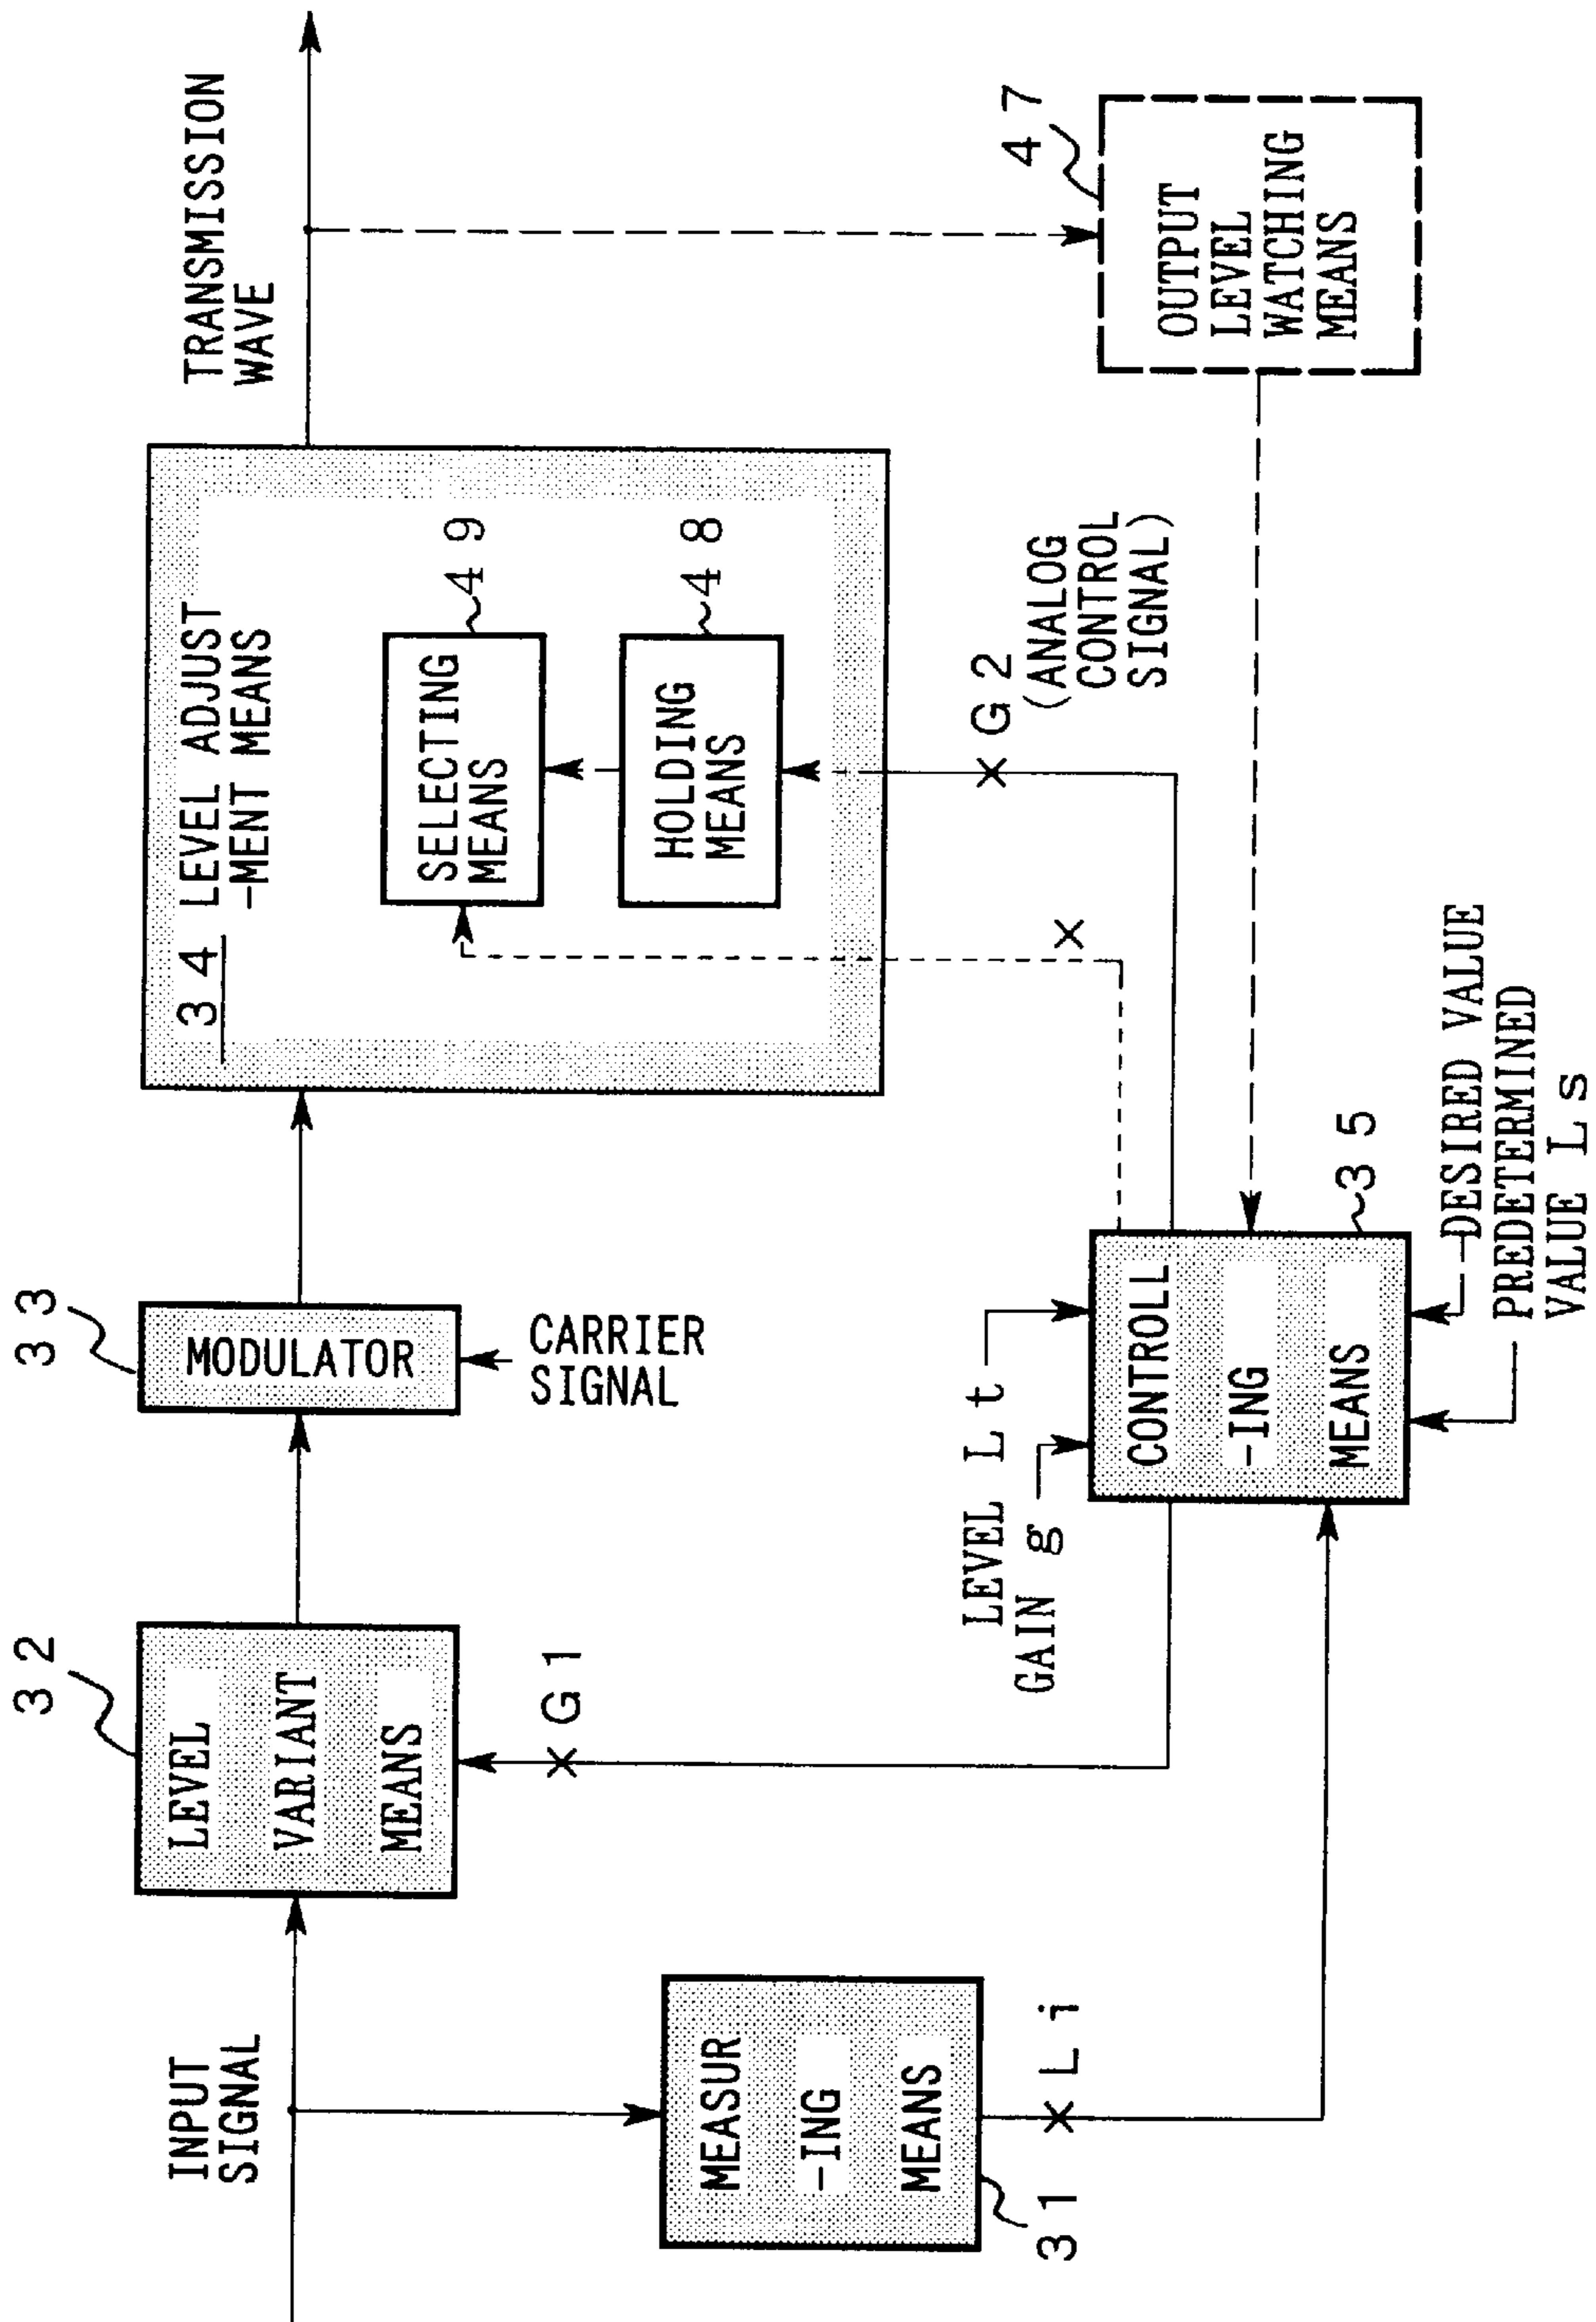 INPUT
SIGNAL
3 2
LEVEL
VARIANT
MEANS
3 3
MODULATOR
CARRIER
SIGNAL
3 4 LEVEL ADJUST
-MENT MEANS
SELECTING
MEANS
4 9
HOLDING
MEANS
4 8
TRANSMISSION
WAVE
MEASUR
-ING
MEANS
3 1
L i
G 1
G 2
(ANALOG
CONTROL
SIGNAL)
LEVEL L t
GAIN g
CONTROLL
-ING
MEANS
3 5
DESIRED VALUE
PREDETERMINED
VALUE L s
4 7
OUTPUT
LEVEL
WATCHING
MEANS